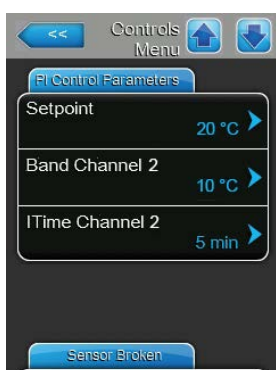 <<
Controls
Menu
PI Control Parameters
Setpoint
20 °C
Band Channel 2
10 °C
ITime Channel 2
5 min
Sensor Broken